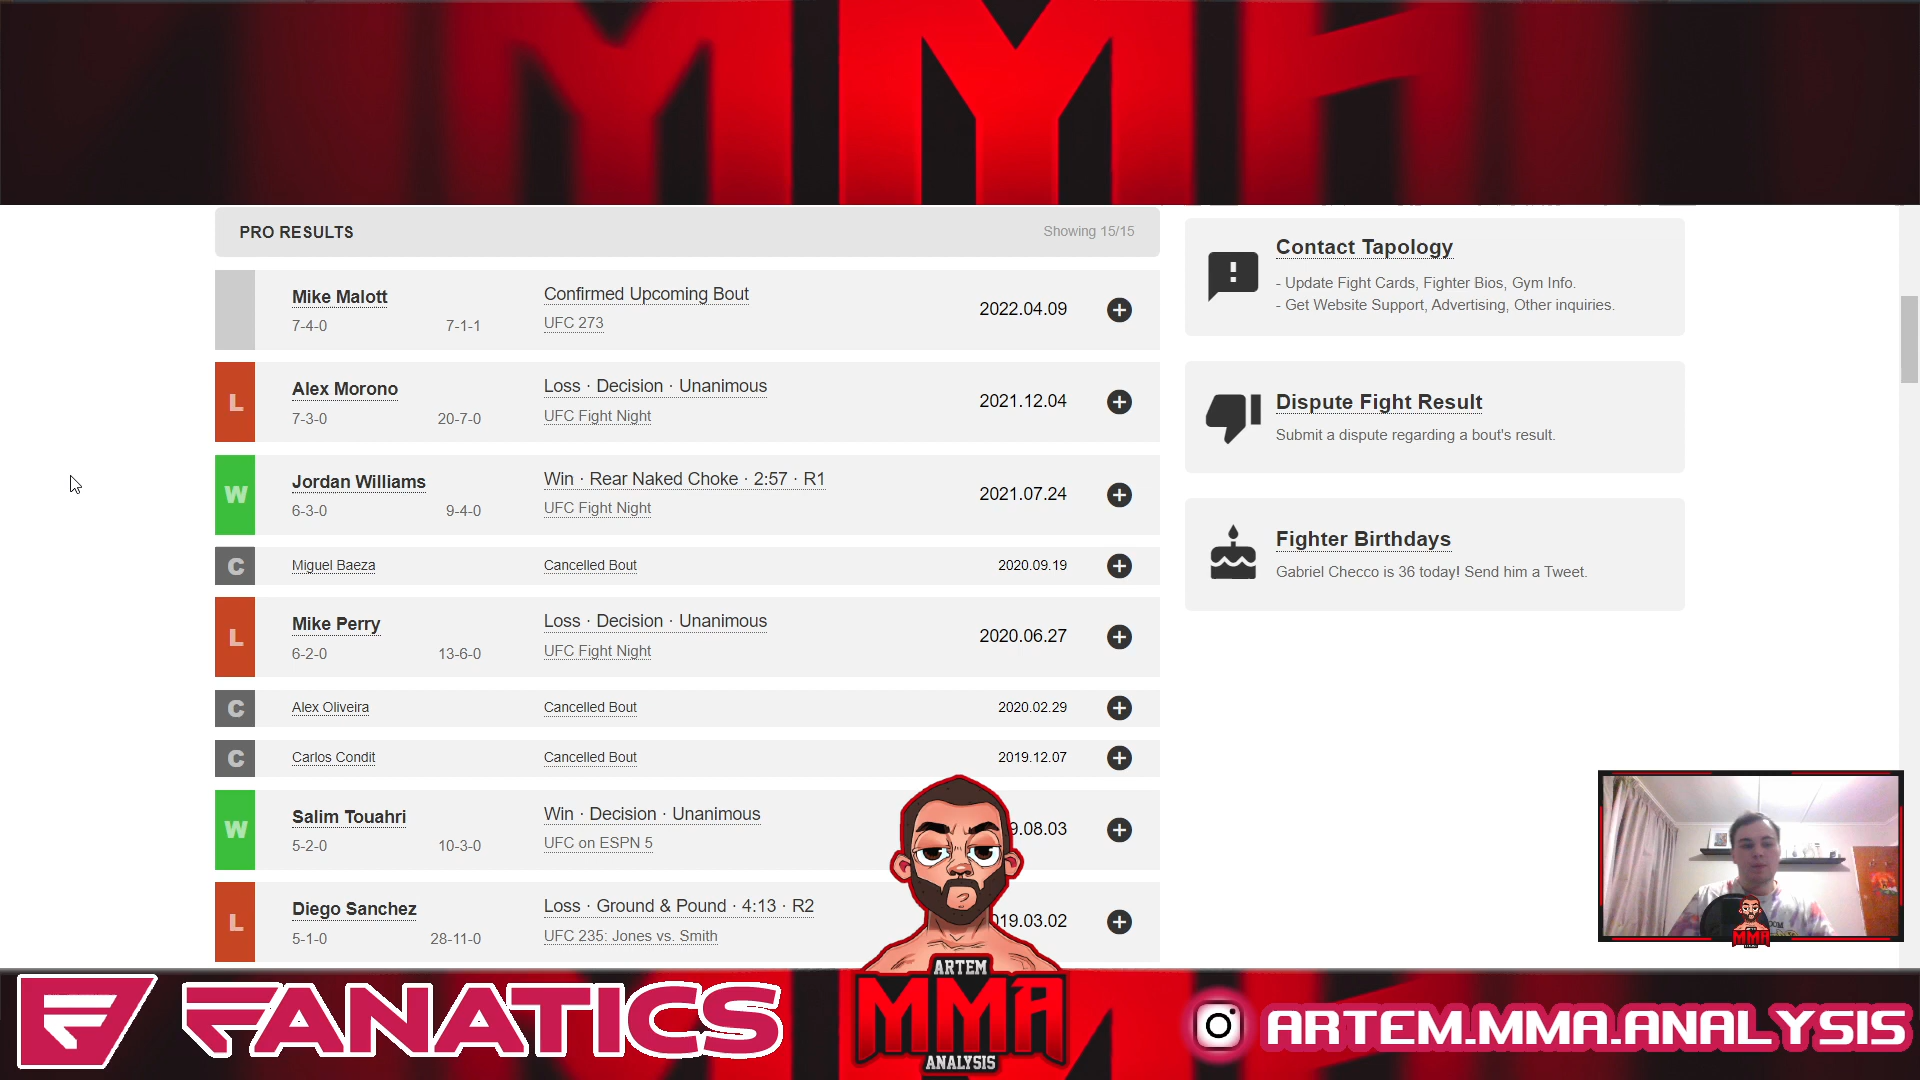 MMA
PRO RESULTS
Showing 15/15
Mike Malott
7-4-0
7-1-1
Confirmed Upcoming Bout
UFC 273
2022.04.09
L
Alex Morono
7-3-0
20-7-0
Loss · Decision · Unanimous
UFC Fight Night
2021.12.04
W
Jordan Williams
6-3-0
9-4-0
Win · Rear Naked Choke · 2:57 · R1
UFC Fight Night
2021.07.24
C
Miguel Baeza
Cancelled Bout
2020.09.19
L
Mike Perry
6-2-0
13-6-0
Loss · Decision · Unanimous
UFC Fight Night
2020.06.27
C
Alex Oliveira
Cancelled Bout
2020.02.29
C
Carlos Condit
Cancelled Bout
2019.12.07
W
Salim Touahri
5-2-0
10-3-0
Win · Decision · Unanimous
UFC on ESPN 5
9.08.03
L
Diego Sanchez
5-1-0
28-11-0
Loss · Ground & Pound · 4:13 · R2
UFC 235: Jones vs. Smith
019.03.02
Contact Tapology
- Update Fight Cards, Fighter Bios, Gym Info.
- Get Website Support, Advertising, Other inquiries.
Dispute Fight Result
Submit a dispute regarding a bout's result.
Fighter Birthdays
Gabriel Checco is 36 today! Send him a Tweet.
MMA
FANATICS
ARTEM
MMA
ANALYSIS
ARTEM.MMA.ANALYSIS